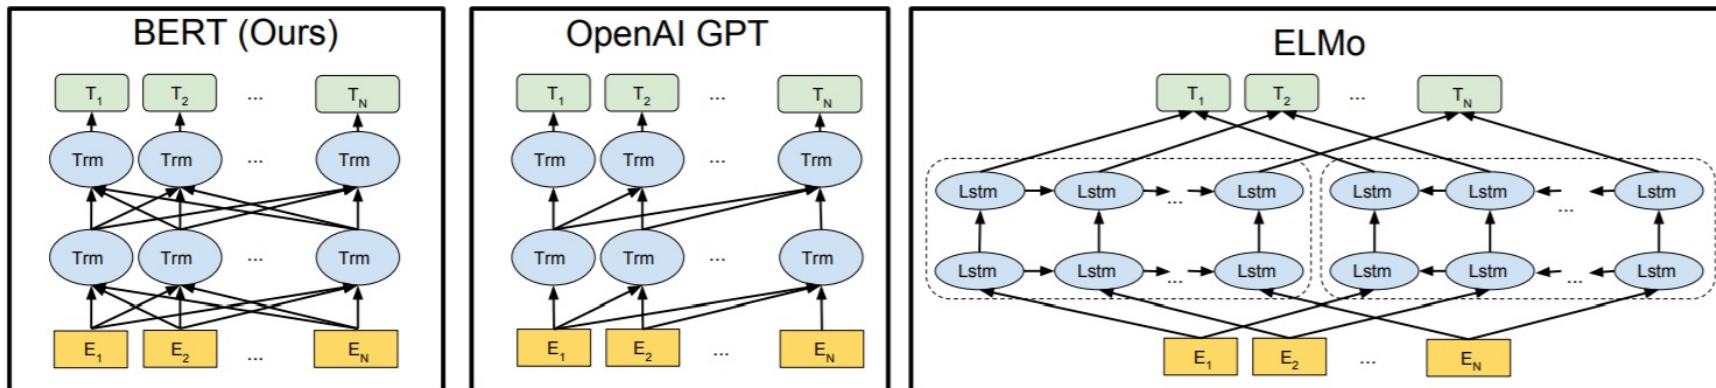 BERT (Ours)
T1 T2 ... TN
Trm Trm ... Trm
Trm Trm ... Trm
E1 E2 ... EN
OpenAI GPT
T1 T2 ... TN
Trm Trm ... Trm
Trm Trm ... Trm
E1 E2 ... EN
ELMo
T1 T2 ... TN
Lstm Lstm ... Lstm Lstm Lstm ... Lstm
Lstm Lstm ... Lstm Lstm Lstm ... Lstm
E1 E2 ... EN